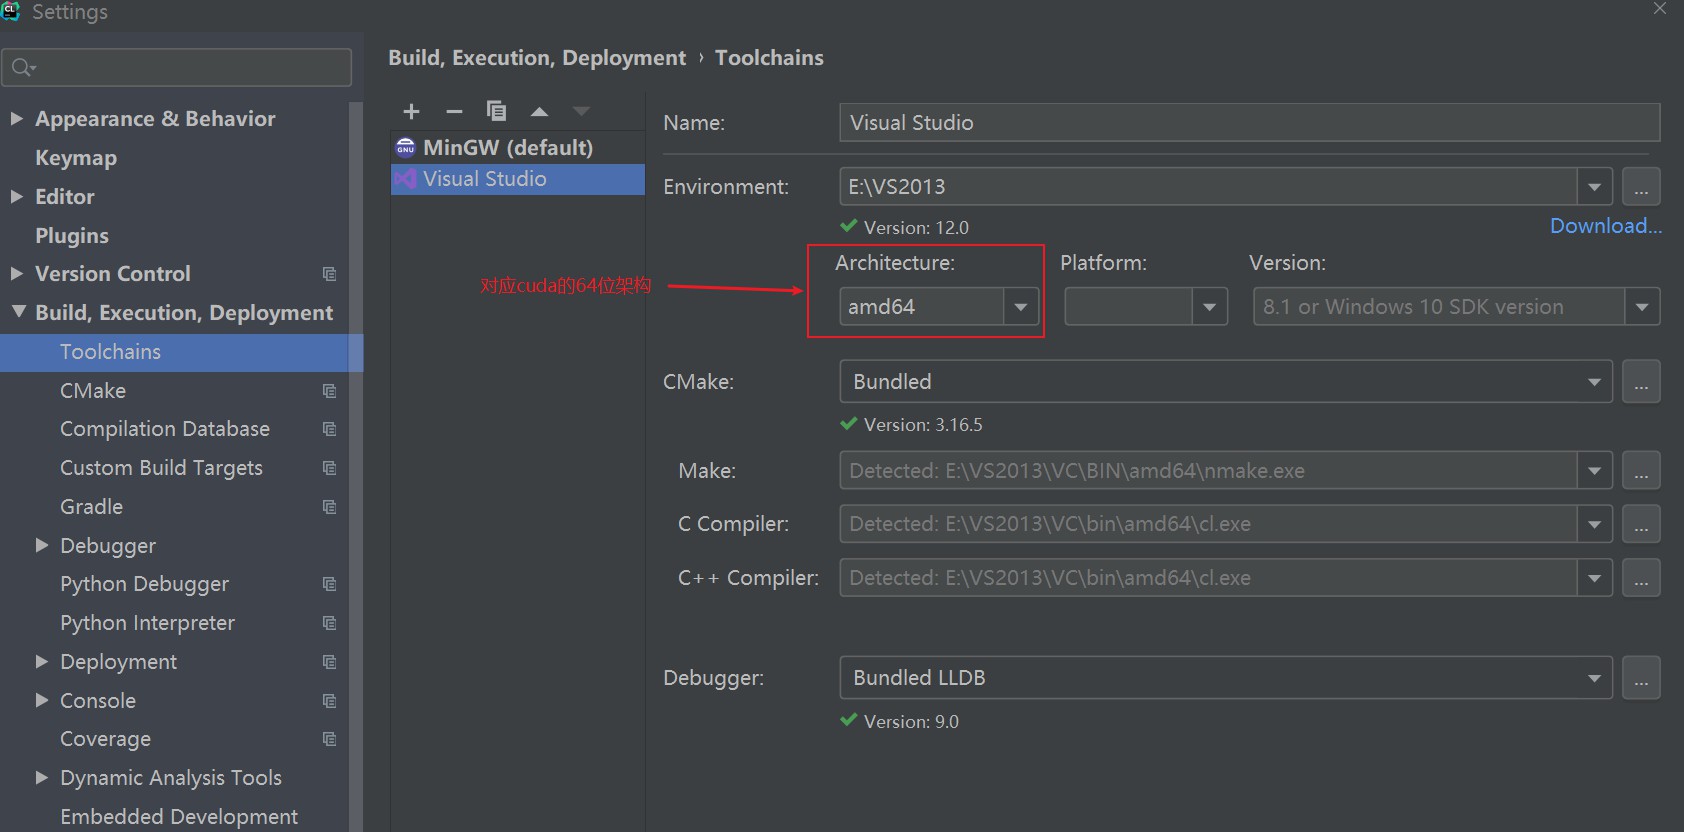 Settings
Build, Execution, Deployment › Toolchains
Appearance & Behavior
Keymap
Editor
Plugins
Version Control
Build, Execution, Deployment
Toolchains
CMake
Compilation Database
Custom Build Targets
Gradle
Debugger
Python Debugger
Python Interpreter
Deployment
Console
Coverage
Dynamic Analysis Tools
Embedded Development
MinGW (default)
Visual Studio
Name: Visual Studio
Environment: E:\VS2013 ...
Version: 12.0 Download...
Architecture: Platform: Version:
对应cuda的64位架构
amd64 8.1 or Windows 10 SDK version
CMake: Bundled ...
Version: 3.16.5
Make: Detected: E:\VS2013\VC\BIN\amd64\nmake.exe ...
C Compiler: Detected: E:\VS2013\VC\bin\amd64\cl.exe ...
C++ Compiler: Detected: E:\VS2013\VC\bin\amd64\cl.exe ...
Debugger: Bundled LLDB ...
Version: 9.0